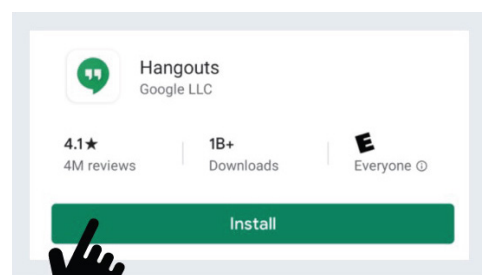 Hangouts
Google LLC
4.1★ 1B+ E
4M reviews Downloads Everyone ⓘ
Install